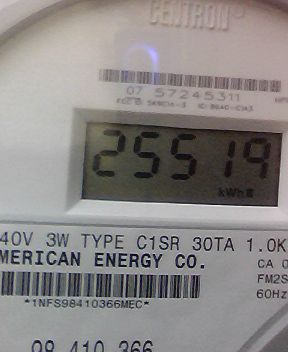 CENTRON®
07 57245311
25519
kWh
40V 3W TYPE C1SR 30TA 1.0K
MERICAN ENERGY CO.
CA 0
FM2S
60Hz
*1NFS98410366MEC*
98 410 366